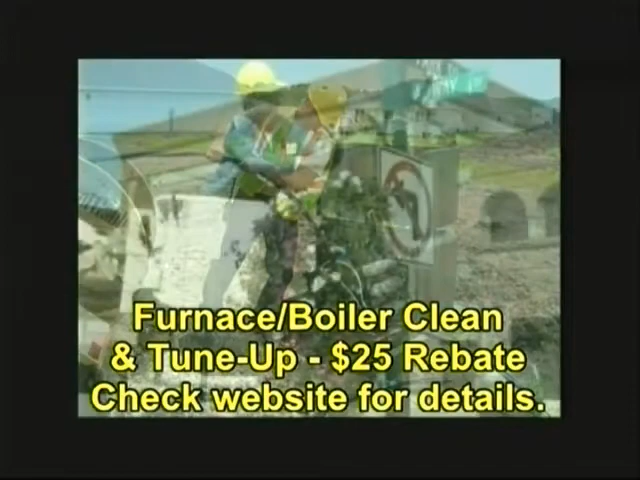 Furnace/Boiler Clean
& Tune-Up - $25 Rebate
Check website for details.